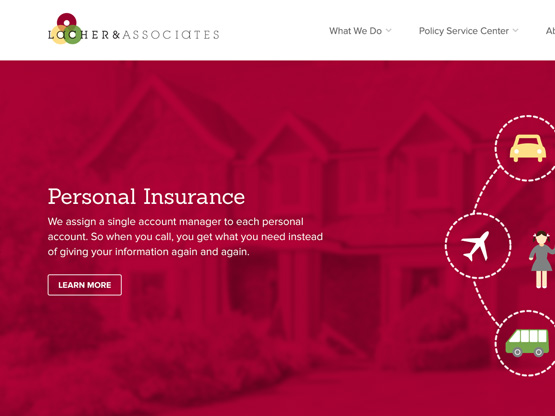 LACHER&ASSOCIATES
What We Do
Policy Service Center
Ab
Personal Insurance
We assign a single account manager to each personal
account. So when you call, you get what you need instead
of giving your information again and again.
LEARN MORE